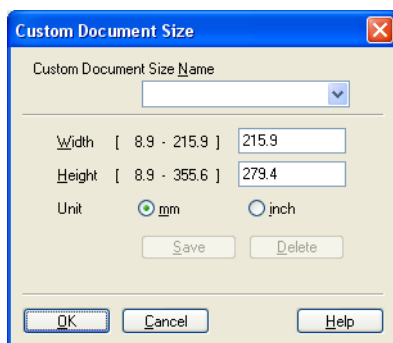 Custom Document Size
Custom Document Size Name
Width [ 8.9 - 215.9 ] 215.9
Height [ 8.9 - 355.6 ] 279.4
Unit mm inch
Save Delete
OK Cancel Help